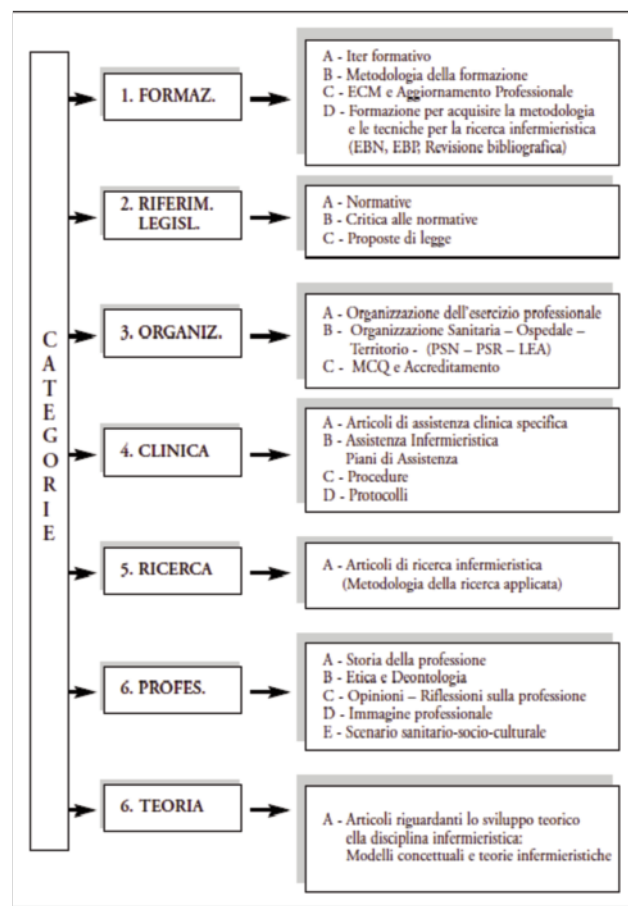 CATEGORIE
1. FORMAZ.
A - Iter formativo
B - Metodologia della formazione
C - ECM e Aggiornamento Professionale
D - Formazione per acquisire la metodologia
e le tecniche per la ricerca infermieristica
(EBN, EBP, Revisione bibliografica)
2. RIFERIM.
LEGISL.
A - Normative
B - Critica alle normative
C - Proposte di legge
3. ORGANIZ.
A - Organizzazione dell'esercizio professionale
B - Organizzazione Sanitaria – Ospedale –
Territorio - (PSN – PSR – LEA)
C - MCQ e Accreditamento
4. CLINICA
A - Articoli di assistenza clinica specifica
B - Assistenza Infermieristica
Piani di Assistenza
C - Procedure
D - Protocolli
5. RICERCA
A - Articoli di ricerca infermieristica
(Metodologia della ricerca applicata)
6. PROFES.
A - Storia della professione
B - Etica e Deontologia
C - Opinioni – Riflessioni sulla professione
D - Immagine professionale
E - Scenario sanitario-socio-culturale
6. TEORIA
A - Articoli riguardanti lo sviluppo teorico
ella disciplina infermieristica:
Modelli concettuali e teorie infermieristiche